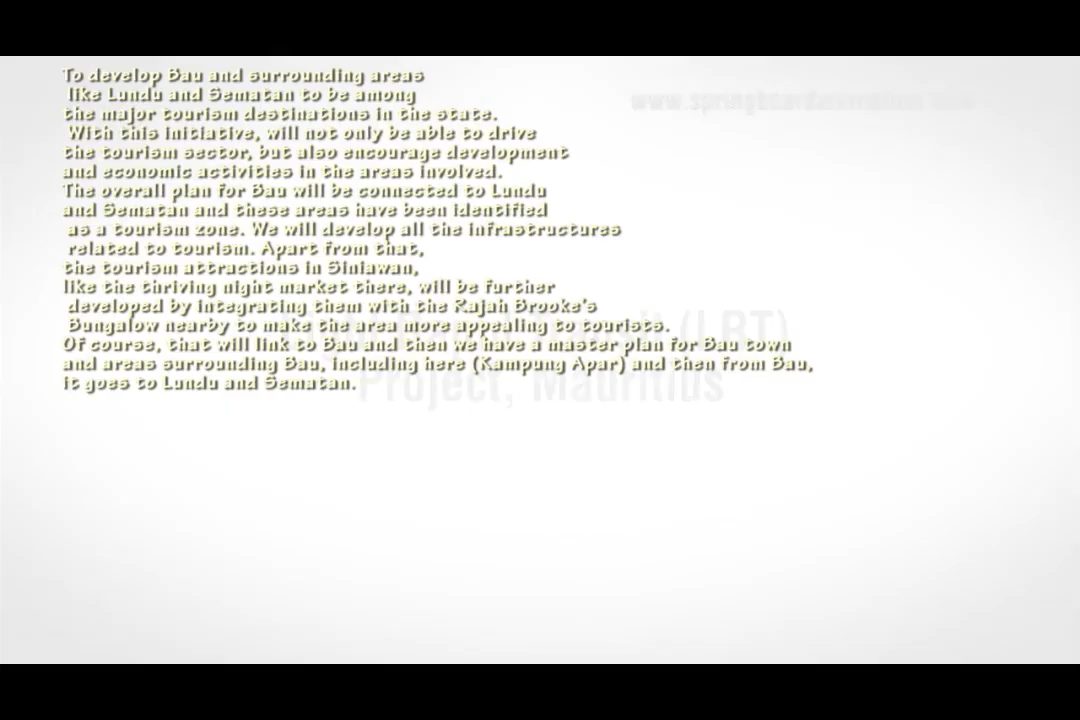 To develop Bau and surrounding areas
like Lundu and Sematan to be among
the major tourism destinations in the state.
With this initiative, will not only be able to drive
the tourism sector, but also encourage development
and economic activities in the areas involved.
The overall plan for Bau will be connected to Lundu
and Sematan and these areas have been identified
as a tourism zone. We will develop all the infrastructures
related to tourism. Apart from that,
the tourism attractions in Siniawan,
like the thriving night market there, will be further
developed by integrating them with the Rajah Brooke's
Bungalow nearby to make the area more appealing to tourists.
Of course, that will link to Bau and then we have a master plan for Bau town
and areas surrounding Bau, including here (Kampung Apar) and then from Bau,
it goes to Lundu and Sematan.
(LRT)
Project, Mauritius